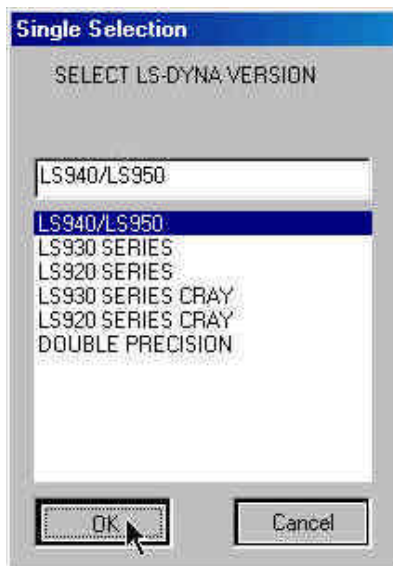 Single Selection
SELECT LS-DYNA VERSION
LS940/LS950
LS940/LS950
LS930 SERIES
LS920 SERIES
LS930 SERIES CRAY
LS920 SERIES CRAY
DOUBLE PRECISION
OK
Cancel